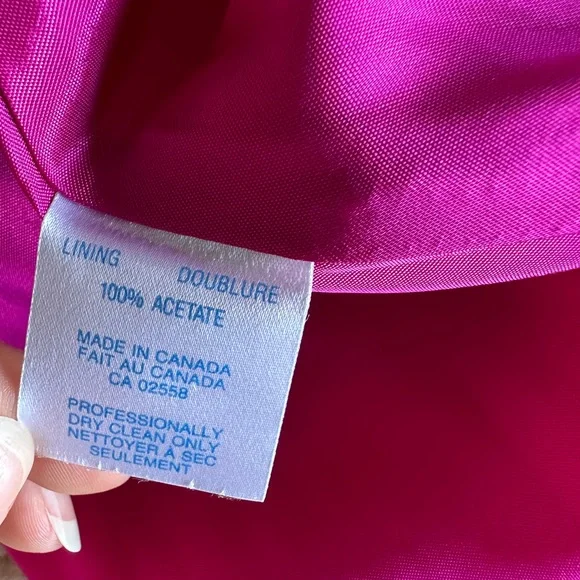 LINING DOUBLURE
100% ACETATE
MADE IN CANADA
FAIT AU CANADA
CA 02558
PROFESSIONALLY
DRY CLEAN ONLY
NETTOYER A SEC
SEULEMENT